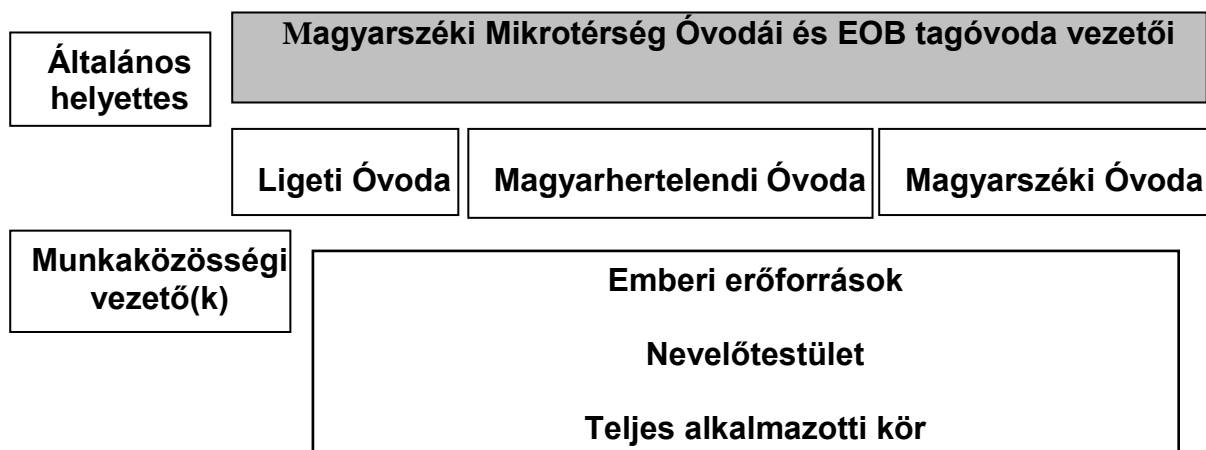 Magyarszéki Mikrotérség Óvodái és EOB tagóvoda vezetői
Általános
helyettes
Ligeti Óvoda
Magyarhertelendi Óvoda
Magyarszéki Óvoda
Munkaközösségi
vezető(k)
Emberi erőforrások
Nevelőtestület
Teljes alkalmazotti kör